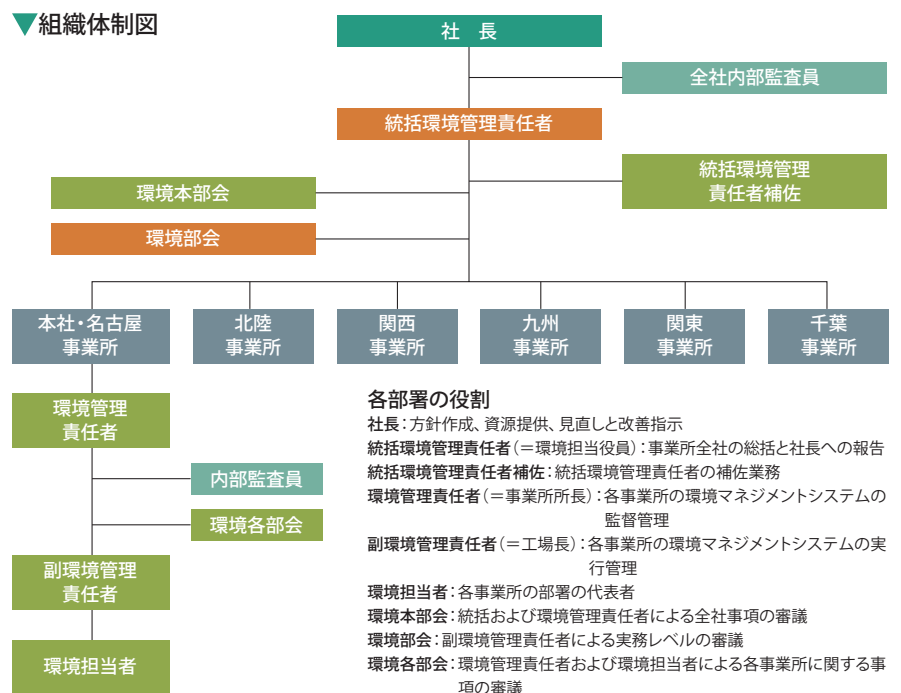 ▼組織体制図
社 長
全社内部監査員
統括環境管理責任者
統括環境管理
責任者補佐
環境本部会
環境部会
本社・名古屋
事業所
北陸
事業所
関西
事業所
九州
事業所
関東
事業所
千葉
事業所
環境管理
責任者
内部監査員
環境各部会
副環境管理
責任者
環境担当者
各部署の役割
社長：方針作成、資源提供、見直しと改善指示
統括環境管理責任者（＝環境担当役員）：事業所全社の総括と社長への報告
統括環境管理責任者補佐：統括環境管理責任者の補佐業務
環境管理責任者（＝事業所所長）：各事業所の環境マネジメントシステムの
監督管理
副環境管理責任者（＝工場長）：各事業所の環境マネジメントシステムの実
行管理
環境担当者：各事業所の部署の代表者
環境本部会：統括および環境管理責任者による全社事項の審議
環境部会：副環境管理責任者による実務レベルの審議
環境各部会：環境管理責任者および環境担当者による各事業所に関する事
項の審議